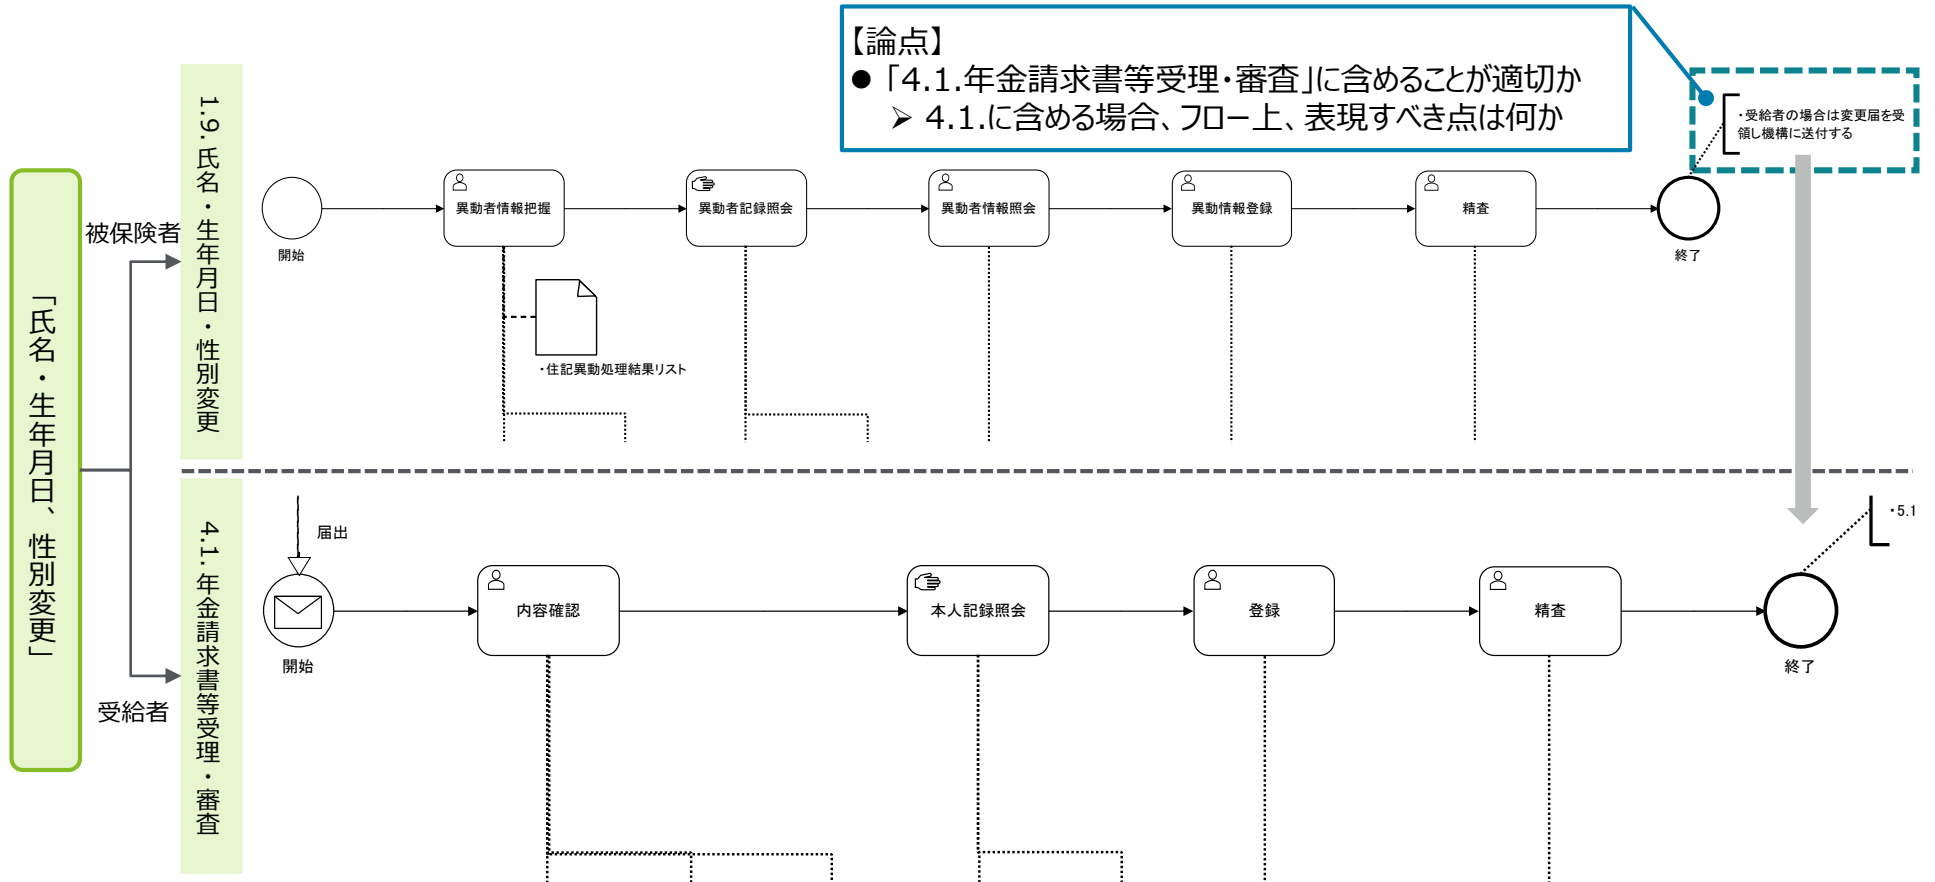 【論点】
● 「4.1.年金請求書等受理・審査」に含めることが適切か
➢ 4.1.に含める場合、フロー上、表現すべき点は何か
・受給者の場合は変更届を受
領し機構に送付する
「氏名・生年月日、性別変更」
被保険者
受給者
1.9.氏名・生年月日・性別変更
開始
異動者情報把握
異動者記録照会
異動者情報照会
異動情報登録
精査
終了
・住記異動処理結果リスト
4.1.年金請求書等受理・審査
届出
開始
内容確認
本人記録照会
登録
精査
終了
・5.1